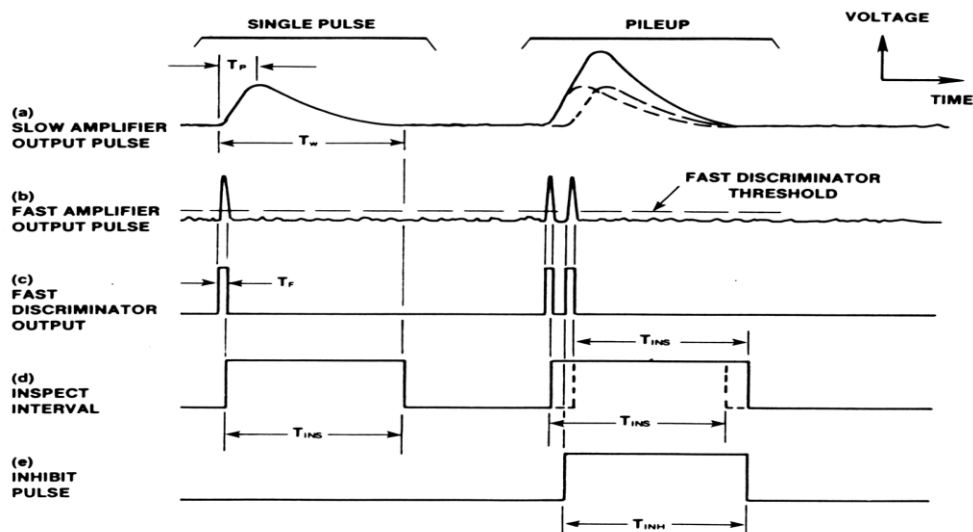 SINGLE PULSE
PILEUP
VOLTAGE
TIME
TP
(a)
SLOW AMPLIFIER
OUTPUT PULSE
Tw
(b)
FAST AMPLIFIER
OUTPUT PULSE
FAST DISCRIMINATOR
THRESHOLD
(c)
FAST
DISCRIMINATOR
OUTPUT
TF
TINS
(d)
INSPECT
INTERVAL
TINS
TINS
(e)
INHIBIT
PULSE
TINH